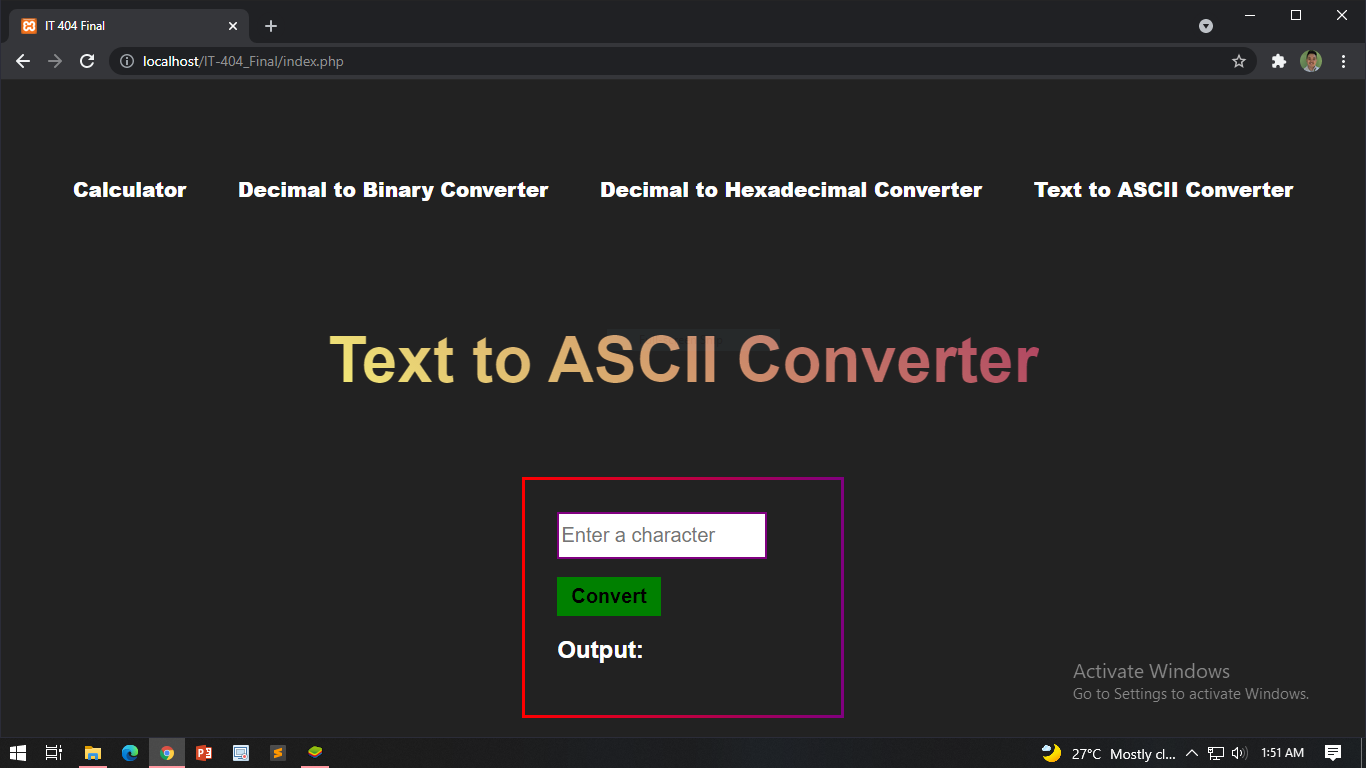 IT 404 Final
localhost/IT-404_Final/index.php
Calculator Decimal to Binary Converter Decimal to Hexadecimal Converter Text to ASCII Converter
Text to ASCII Converter
Enter a character
Convert
Output:
Activate Windows
Go to Settings to activate Windows.
27°C Mostly cl... 1:51 AM